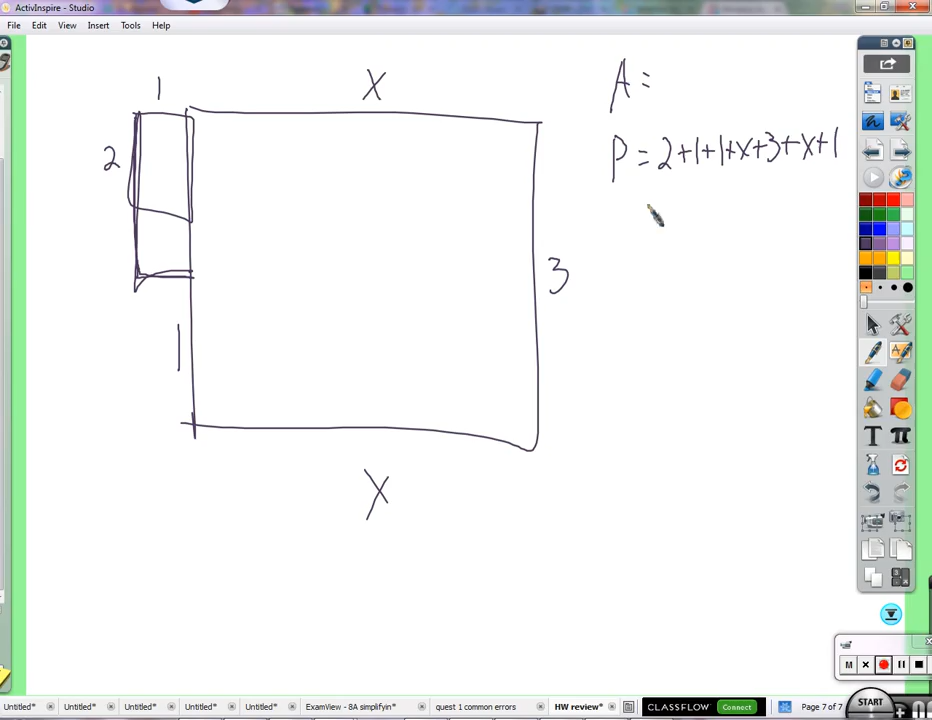 ActivInspire - Studio
File Edit View Insert Tools Help
1
X
A =
2
P = 2+1+1+x+3+x+1
3
1
X
T π
M
START
Untitled* Untitled* Untitled* Untitled* Untitled* ExamView - 8A simplifyin* quest 1 common errors HW review* CLASSFLOW Connect Page 7 of 7